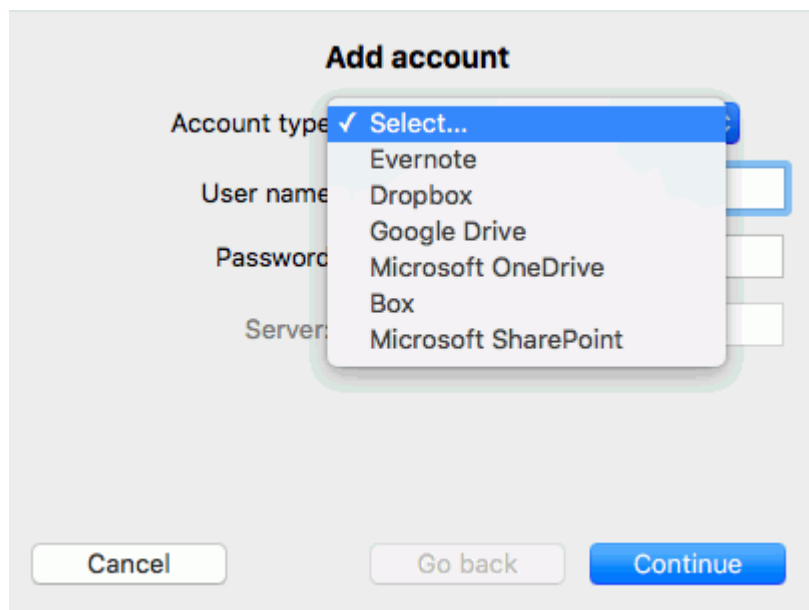 Add account
Account type ✓ Select...
Evernote
User name Dropbox
Google Drive
Password Microsoft OneDrive
Box
Server: Microsoft SharePoint
Cancel Go back Continue